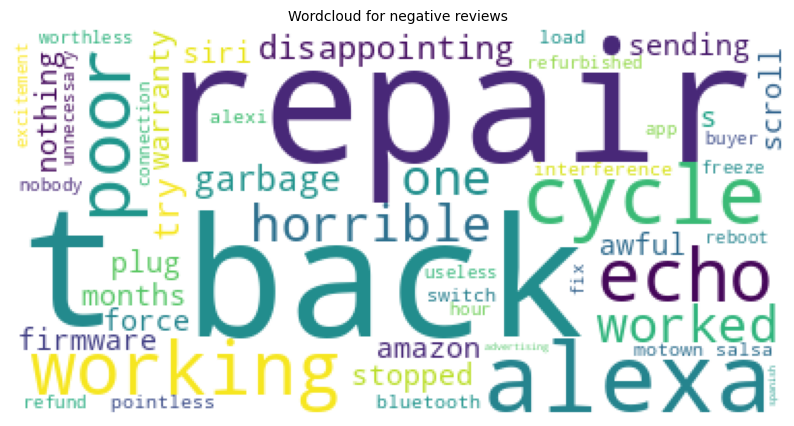 Wordcloud for negative reviews
worthless
siri
disappointing
load
sending
refurbished
excitement
nothing
unnecessary
poor
connection
warranty
repair
scroll
alexi
app
s
buyer
nobody
try
garbage
one
interference
freeze
cycle
t
back
horrible
awful
reboot
plug
useless
fix
echo
months
switch
hour
force
worked
firmware
amazon
advertising
motown salsa
working
stopped
alexa
spanish
refund
pointless
bluetooth